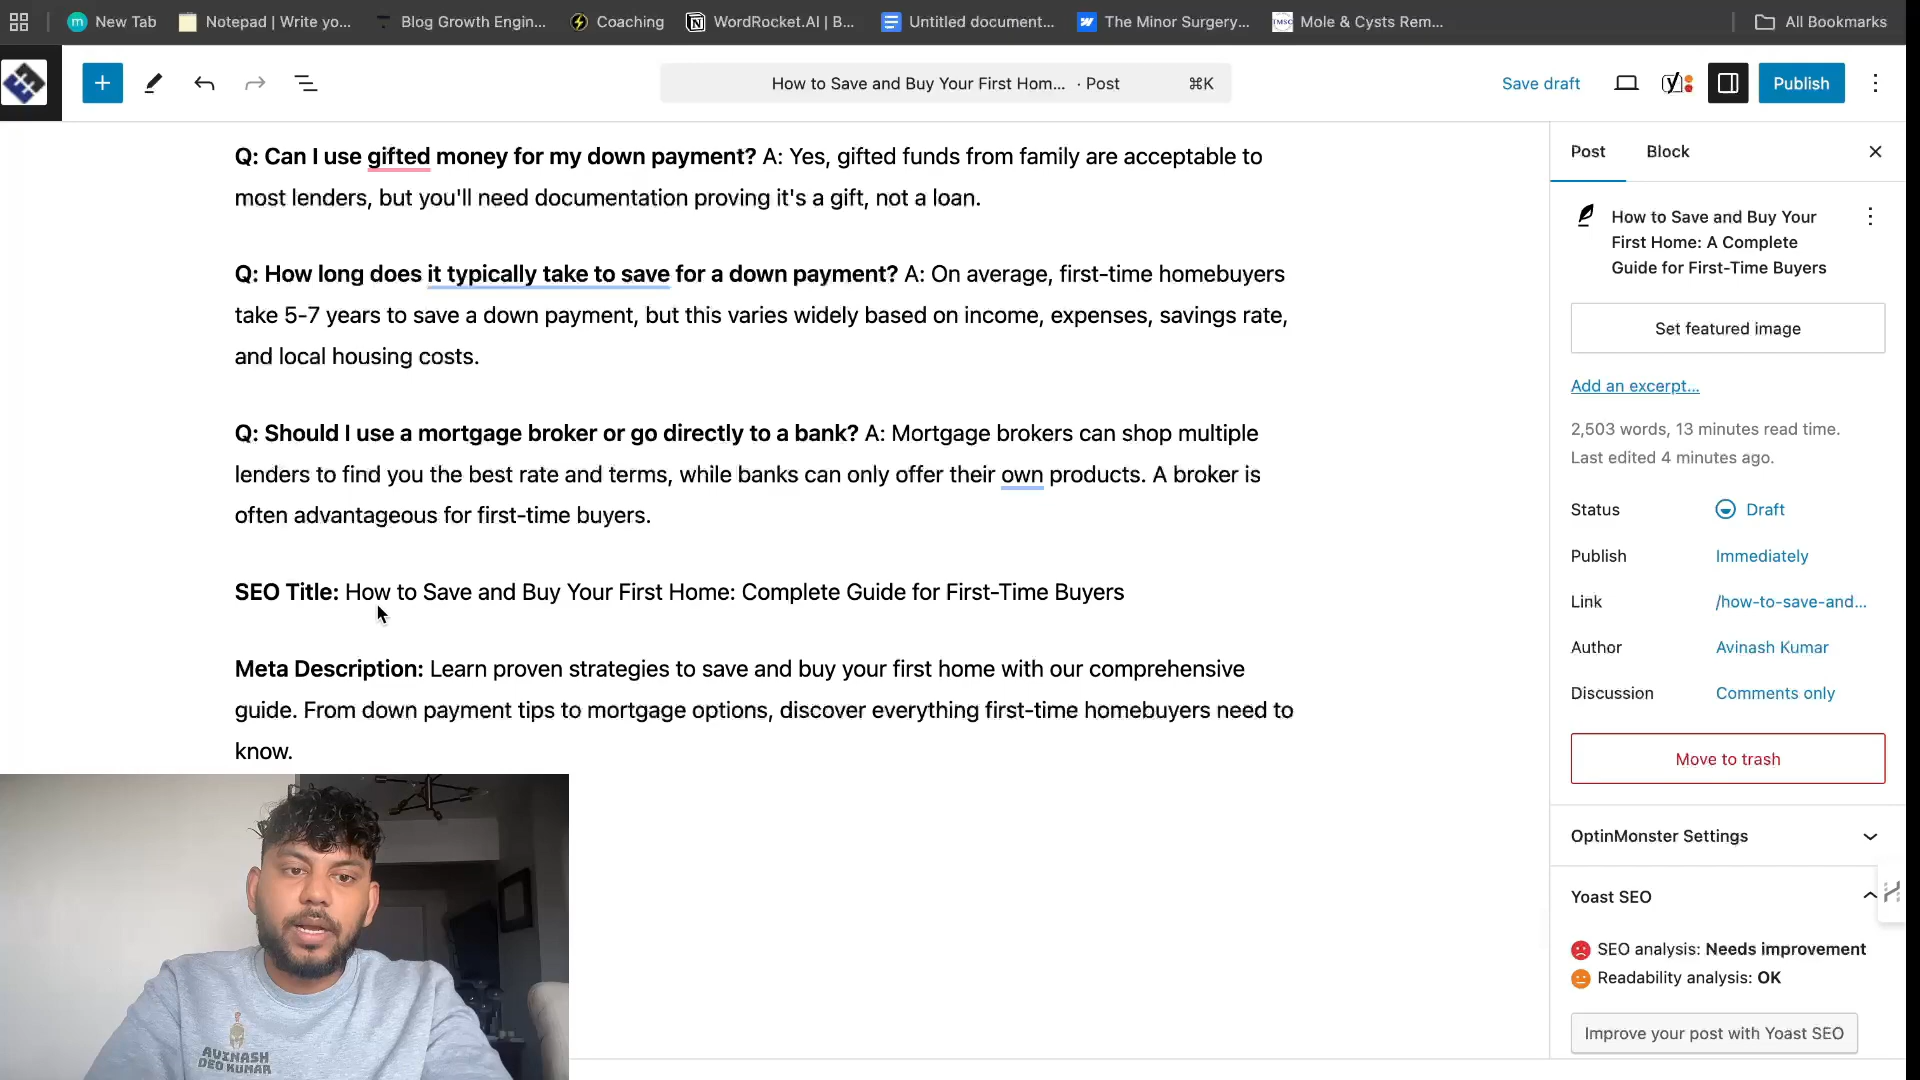 New Tab
Notepad | Write yo...
Blog Growth Engin...
Coaching
WordRocket.AI | B...
Untitled document...
The Minor Surgery...
TMSC
Mole & Cysts Rem...
All Bookmarks
How to Save and Buy Your First Hom... · Post ⌘K
Save draft
Publish
Q: Can I use gifted money for my down payment? A: Yes, gifted funds from family are acceptable to
most lenders, but you'll need documentation proving it's a gift, not a loan.
Q: How long does it typically take to save for a down payment? A: On average, first-time homebuyers
take 5-7 years to save a down payment, but this varies widely based on income, expenses, savings rate,
and local housing costs.
Q: Should I use a mortgage broker or go directly to a bank? A: Mortgage brokers can shop multiple
lenders to find you the best rate and terms, while banks can only offer their own products. A broker is
often advantageous for first-time buyers.
SEO Title: How to Save and Buy Your First Home: Complete Guide for First-Time Buyers
Meta Description: Learn proven strategies to save and buy your first home with our comprehensive
guide. From down payment tips to mortgage options, discover everything first-time homebuyers need to
know.
AVINASH
DEO KUMAR
Post
Block
How to Save and Buy Your
First Home: A Complete
Guide for First-Time Buyers
Set featured image
Add an excerpt...
2,503 words, 13 minutes read time.
Last edited 4 minutes ago.
Status Draft
Publish Immediately
Link /how-to-save-and...
Author Avinash Kumar
Discussion Comments only
Move to trash
OptinMonster Settings
Yoast SEO
SEO analysis: Needs improvement
Readability analysis: OK
Improve your post with Yoast SEO